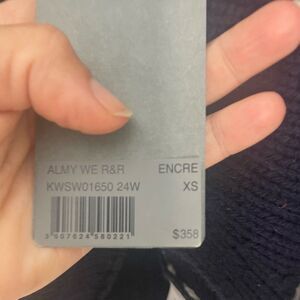 ALMY WE R&R ENCRE
KWSW01650 24W XS
3 607624 580221
$358